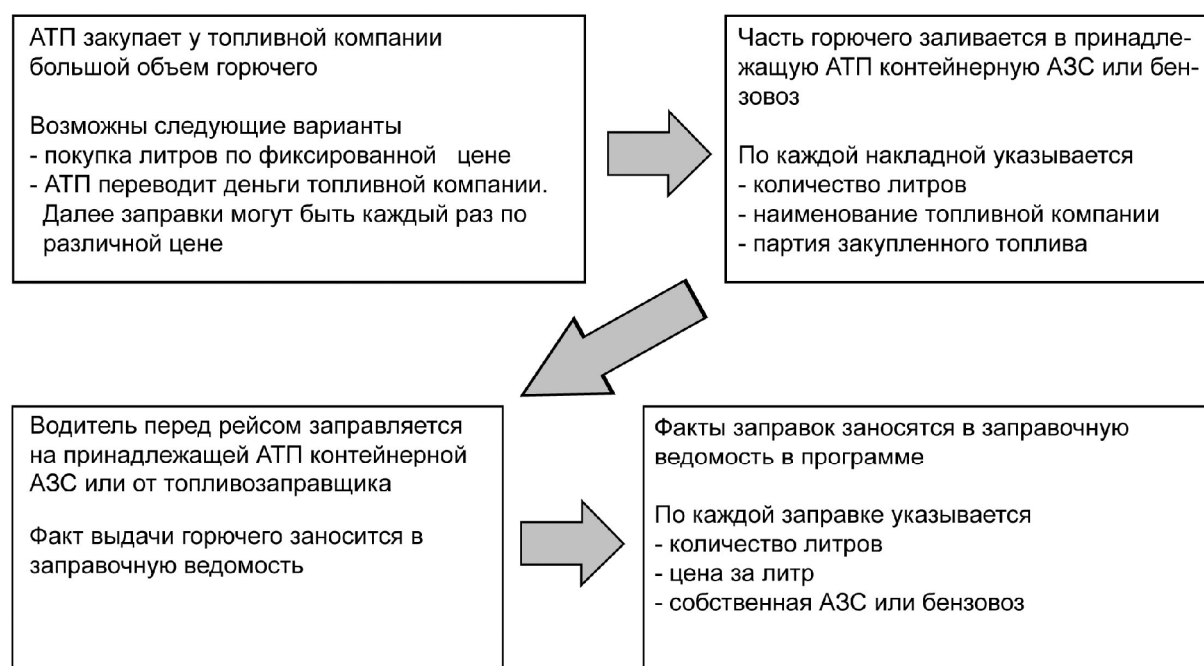 АТП закупает у топливной компании
большой объем горючего
Возможны следующие варианты
- покупка литров по фиксированной цене
- АТП переводит деньги топливной компании.
Далее заправки могут быть каждый раз по
различной цене
Часть горючего заливается в принадле-
жащую АТП контейнерную АЗС или бен-
зовоз
По каждой накладной указывается
- количество литров
- наименование топливной компании
- партия закупленного топлива
Водитель перед рейсом заправляется
на принадлежащей АТП контейнерной
АЗС или от топливозаправщика
Факт выдачи горючего заносится в
заправочную ведомость
Факты заправок заносятся в заправочную
ведомость в программе
По каждой заправке указывается
- количество литров
- цена за литр
- собственная АЗС или бензовоз